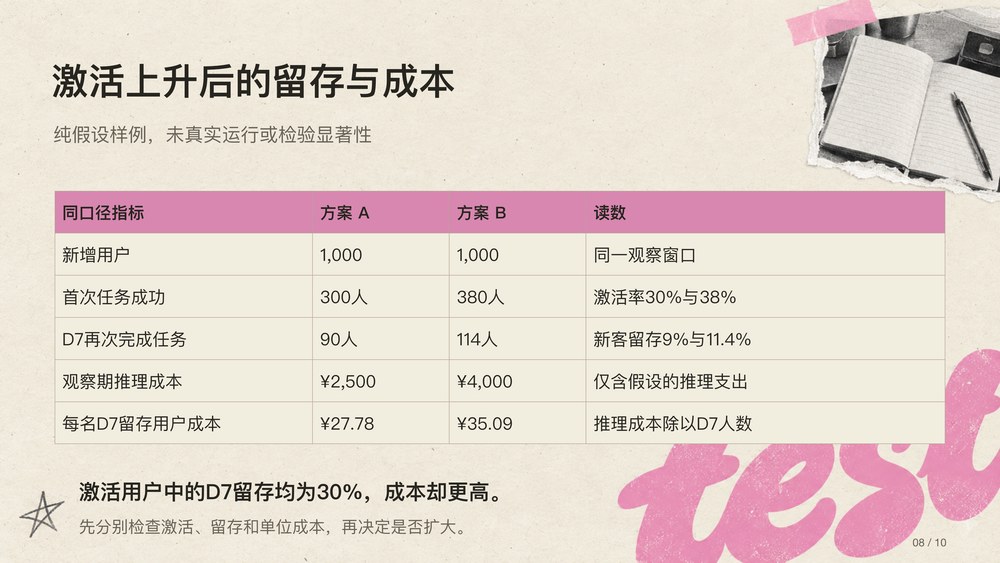 激活上升后的留存与成本
纯假设样例，未真实运行或检验显著性
同口径指标 方案 A 方案 B 读数
新增用户 1,000 1,000 同一观察窗口
首次任务成功 300人 380人 激活率30%与38%
D7再次完成任务 90人 114人 新客留存9%与11.4%
观察期推理成本 ¥2,500 ¥4,000 仅含假设的推理支出
每名D7留存用户成本 ¥27.78 ¥35.09 推理成本除以D7人数
激活用户中的D7留存均为30%，成本却更高。
先分别检查激活、留存和单位成本，再决定是否扩大。
test
08 / 10